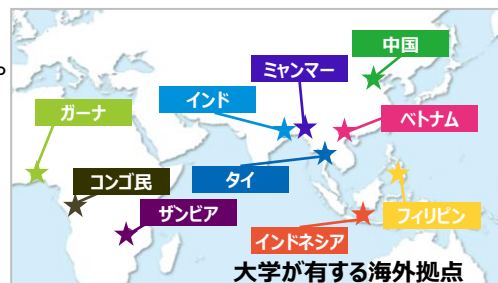 。
中国
ミャンマー
インド
ガーナ
ベトナム
コンゴ民
タイ
ザンビア
フィリピン
インドネシア
大学が有する海外拠点